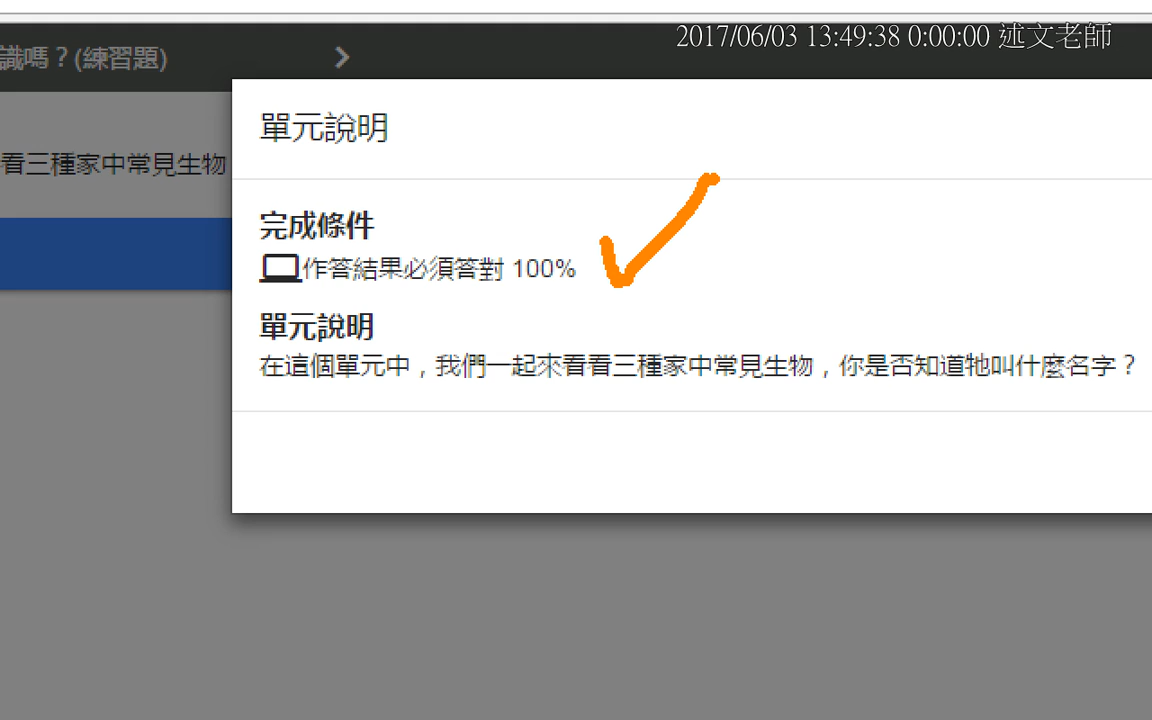 2017/06/03 13:49:38 0:00:00 述文老師
識嗎？(練習題)
單元說明
看三種家中常見生物
完成條件
作答結果必須答對 100%
單元說明
在這個單元中，我們一起來看看三種家中常見生物，你是否知道牠叫什麼名字？